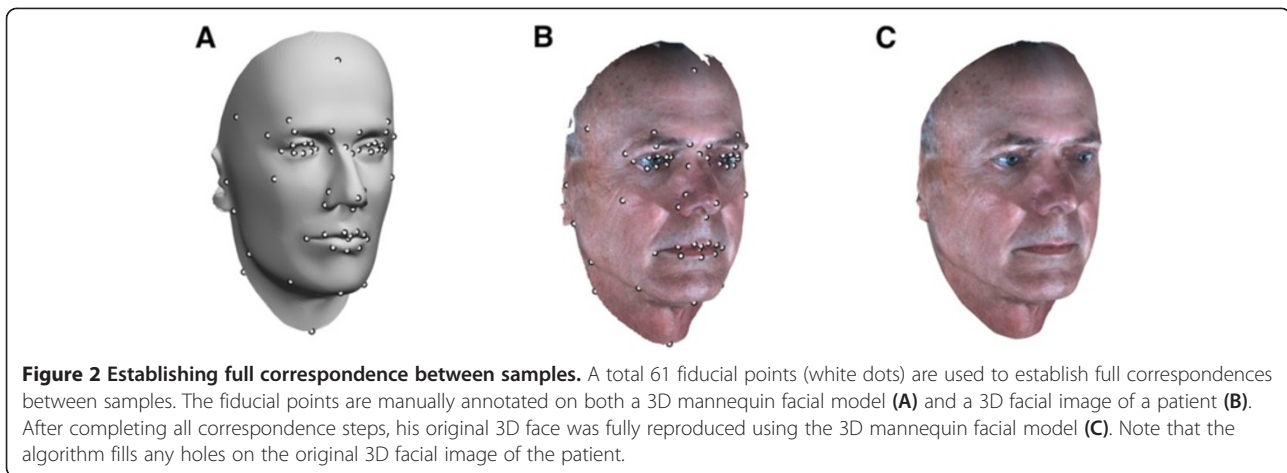 A B C
Figure 2 Establishing full correspondence between samples. A total 61 fiducial points (white dots) are used to establish full correspondences
between samples. The fiducial points are manually annotated on both a 3D mannequin facial model (A) and a 3D facial image of a patient (B).
After completing all correspondence steps, his original 3D face was fully reproduced using the 3D mannequin facial model (C). Note that the
algorithm fills any holes on the original 3D facial image of the patient.